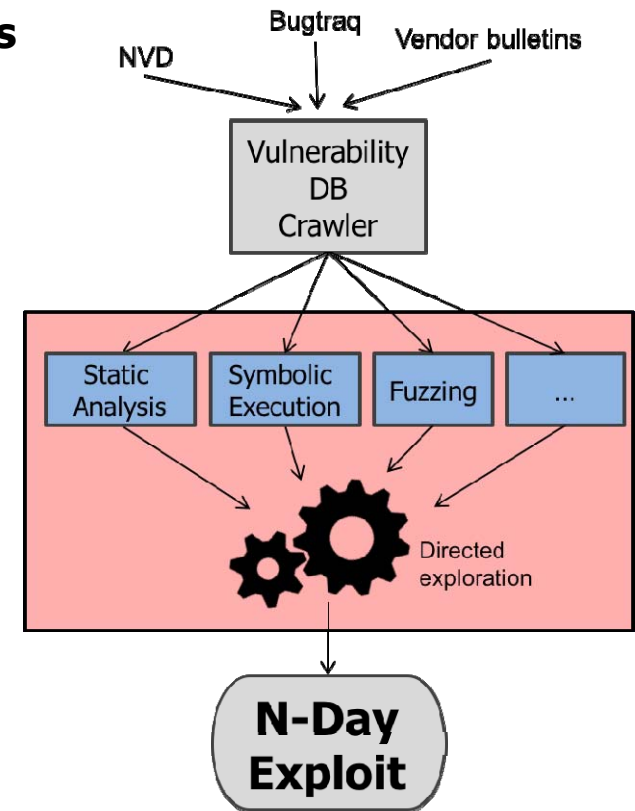 s
Bugtraq
NVD
Vendor bulletins
Vulnerability
DB
Crawler
Static
Analysis
Symbolic
Execution
Fuzzing
...
Directed
exploration
N-Day
Exploit